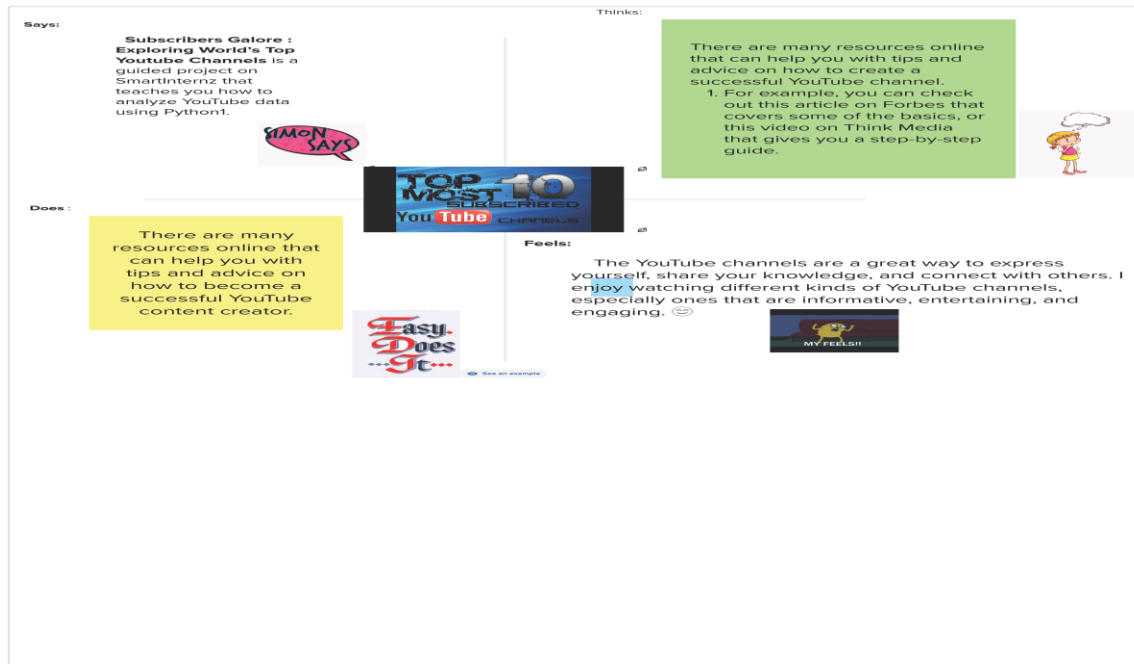 Says:
Subscribers Galore :
Exploring World's Top
Youtube Channels is a
guided project on
SmartInternz that
teaches you how to
analyze YouTube data
using Python1.
SIMON
SAYS
Thinks:
There are many resources online
that can help you with tips and
advice on how to create a
successful YouTube channel.
1. For example, you can check
out this article on Forbes that
covers some of the basics, or
this video on Think Media
that gives you a step-by-step
guide.
TOP 10
MOST
SUBSCRIBED
YouTube CHANNELS
Does :
There are many
resources online that
can help you with
tips and advice on
how to become a
successful YouTube
content creator.
Easy.
Does
It
See an example
Feels:
The YouTube channels are a great way to express
yourself, share your knowledge, and connect with others. I
enjoy watching different kinds of YouTube channels,
especially ones that are informative, entertaining, and
engaging. 😊
MY FEELS!!